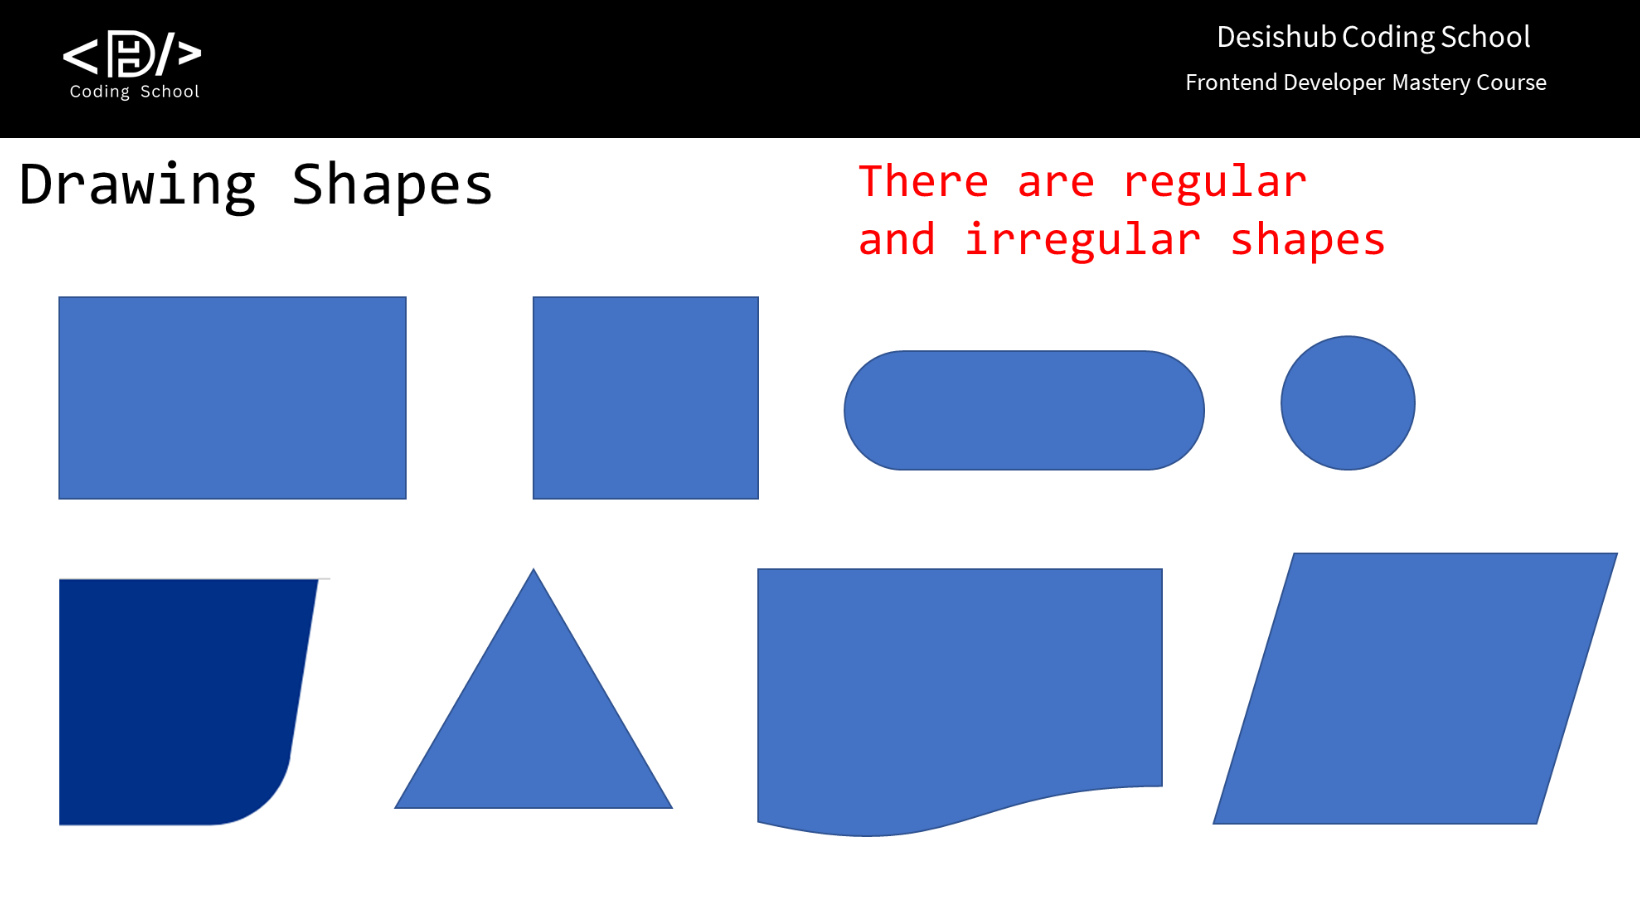 <DH/>
Coding School
Desishub Coding School
Frontend Developer Mastery Course
Drawing Shapes
There are regular
and irregular shapes